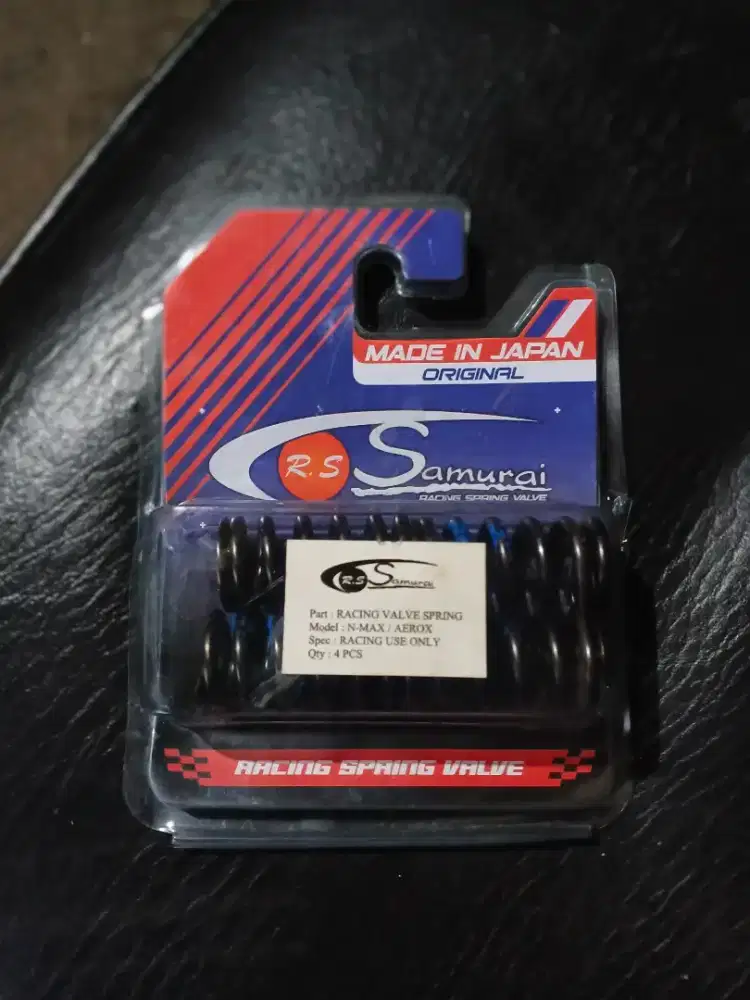 MADE IN JAPAN
ORIGINAL
R.S Samurai
RACING SPRING VALVE
R.S Samurai
Part : RACING VALVE SPRING
Model : N-MAX / AEROX
Spec : RACING USE ONLY
Qty : 4 PCS
RACING SPRING VALVE